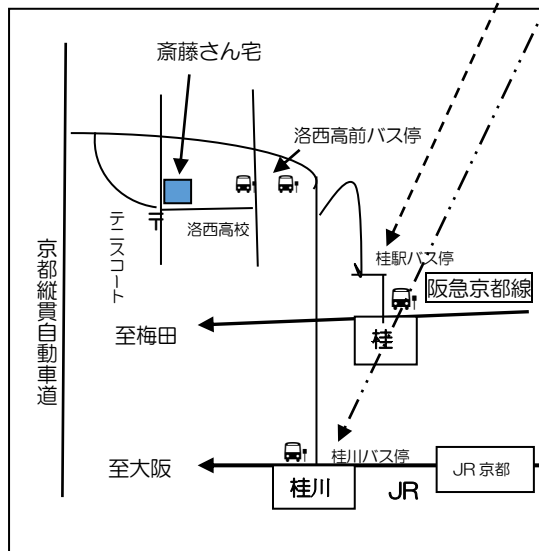 斎藤さん宅
洛西高前バス停
洛西高校
テニスコート
〒
桂駅バス停
阪急京都線
京都縦貫自動車道
至梅田
桂
桂川バス停
至大阪
桂川
JR
JR京都